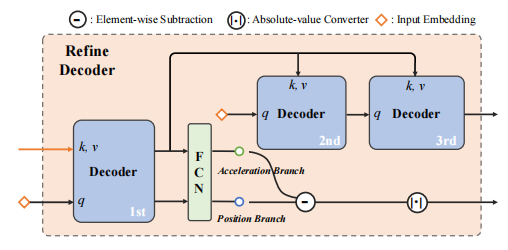 − : Element-wise Subtraction |·| : Absolute-value Converter : Input Embedding
Refine
Decoder
k, v
k, v
k, v
q
Decoder
2nd
q
Decoder
3rd
Decoder
q
1st
F
C
N
Acceleration Branch
Position Branch
−
|·|